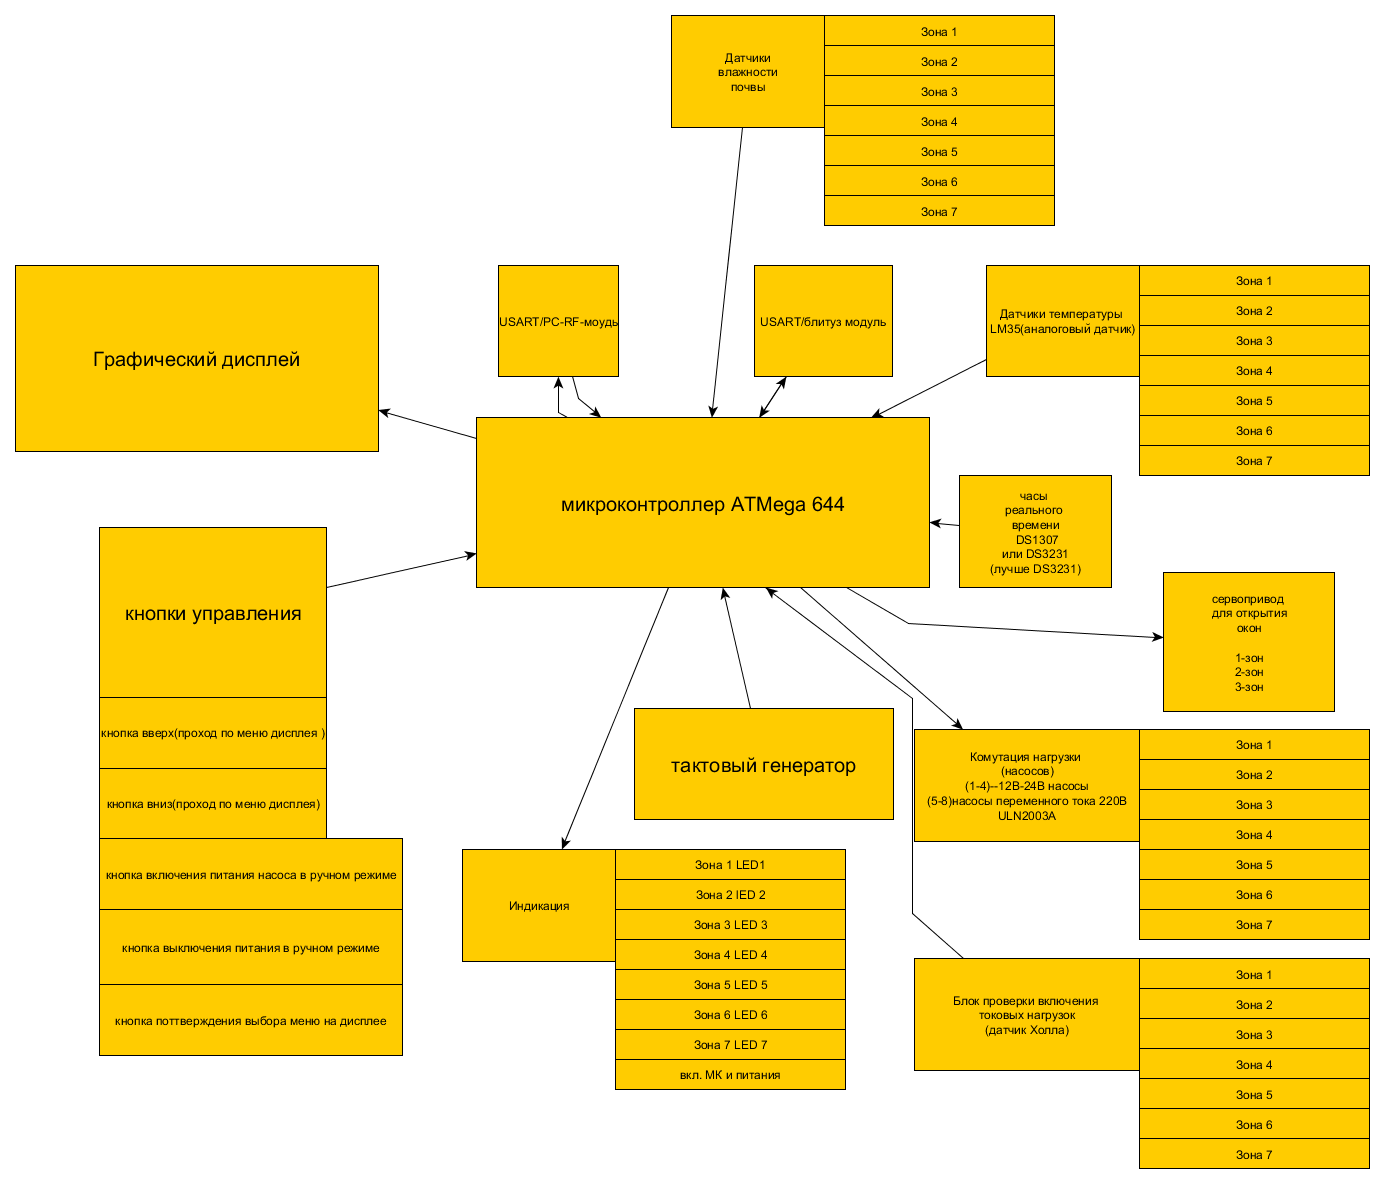 Датчики
влажности
почвы
Зона 1
Зона 2
Зона 3
Зона 4
Зона 5
Зона 6
Зона 7
Графический дисплей
USART/PC-RF-моудь
USART/блитуз модуль
Датчики температуры
LM35(аналоговый датчик)
Зона 1
Зона 2
Зона 3
Зона 4
Зона 5
Зона 6
Зона 7
микроконтроллер ATMega 644
часы
реального
времени
DS1307
или DS3231
(лучше DS3231)
кнопки управления
кнопка вверх(проход по меню дисплея )
кнопка вниз(проход по меню дисплея)
кнопка включения питания насоса в ручном режиме
кнопка выключения питания в ручном режиме
кнопка поттверждения выбора меню на дисплее
сервопривод
для открытия
окон
1-зон
2-зон
3-зон
тактовый генератор
Комутация нагрузки
(насосов)
(1-4)--12В-24В насосы
(5-8)насосы переменного тока 220В
ULN2003A
Зона 1
Зона 2
Зона 3
Зона 4
Зона 5
Зона 6
Зона 7
Индикация
Зона 1 LED1
Зона 2 lED 2
Зона 3 LED 3
Зона 4 LED 4
Зона 5 LED 5
Зона 6 LED 6
Зона 7 LED 7
вкл. МК и питания
Блок проверки включения
токовых нагрузок
(датчик Холла)
Зона 1
Зона 2
Зона 3
Зона 4
Зона 5
Зона 6
Зона 7